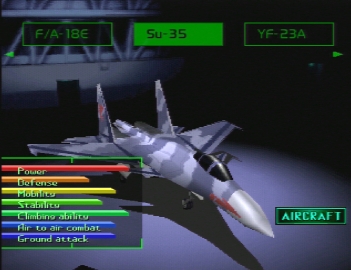 F/A-18E
Su-35
YF-23A
Power
Defense
Mobility
Stability
Climbing ability
Air to air combat
Ground attack
AIRCRAFT